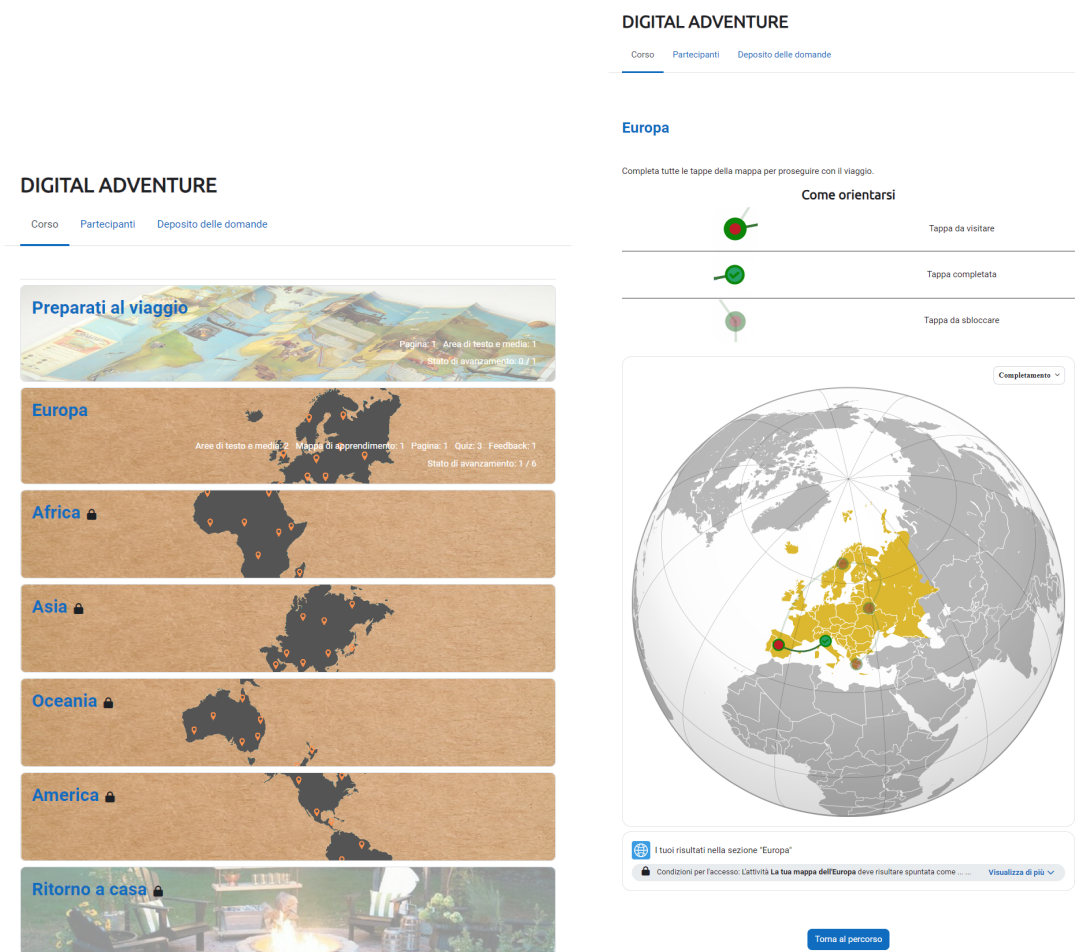 DIGITAL ADVENTURE
Corso Partecipanti Deposito delle domande
Preparati al viaggio
Pagina: 1 Area di testo e media: 1
Stato di avanzamento: 0 / 1
Europa
Aree di testo e media: 2 Mappa di apprendimento: 1 Pagina: 1 Quiz: 3 Feedback: 1
Stato di avanzamento: 1 / 6
Africa
Asia
Oceania
America
Ritorno a casa
DIGITAL ADVENTURE
Corso Partecipanti Deposito delle domande
Europa
Completa tutte le tappe della mappa per proseguire con il viaggio.
Come orientarsi
Tappa da visitare
Tappa completata
Tappa da sbloccare
Completamento
I tuoi risultati nella sezione "Europa"
Condizioni per l'accesso: L'attività La tua mappa dell'Europa deve risultare spuntata come ... ... Visualizza di più
Torna al percorso